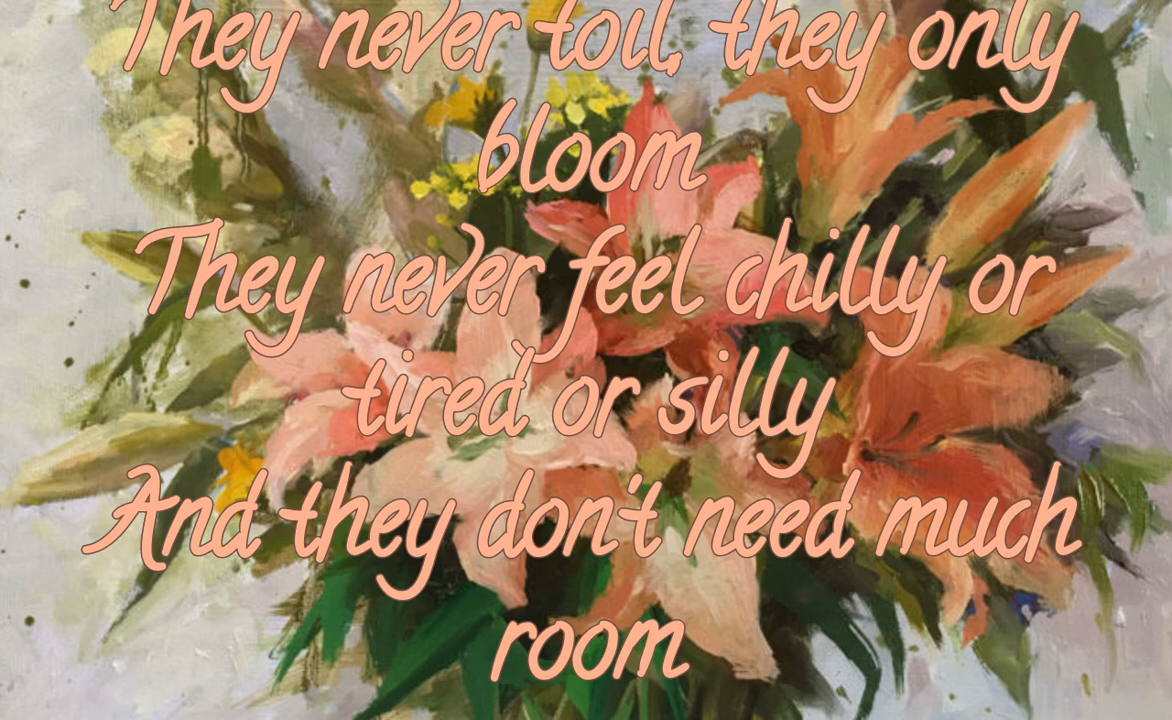 They never toil, they only
bloom
They never feel chilly or
tired or silly
And they don't need much
room